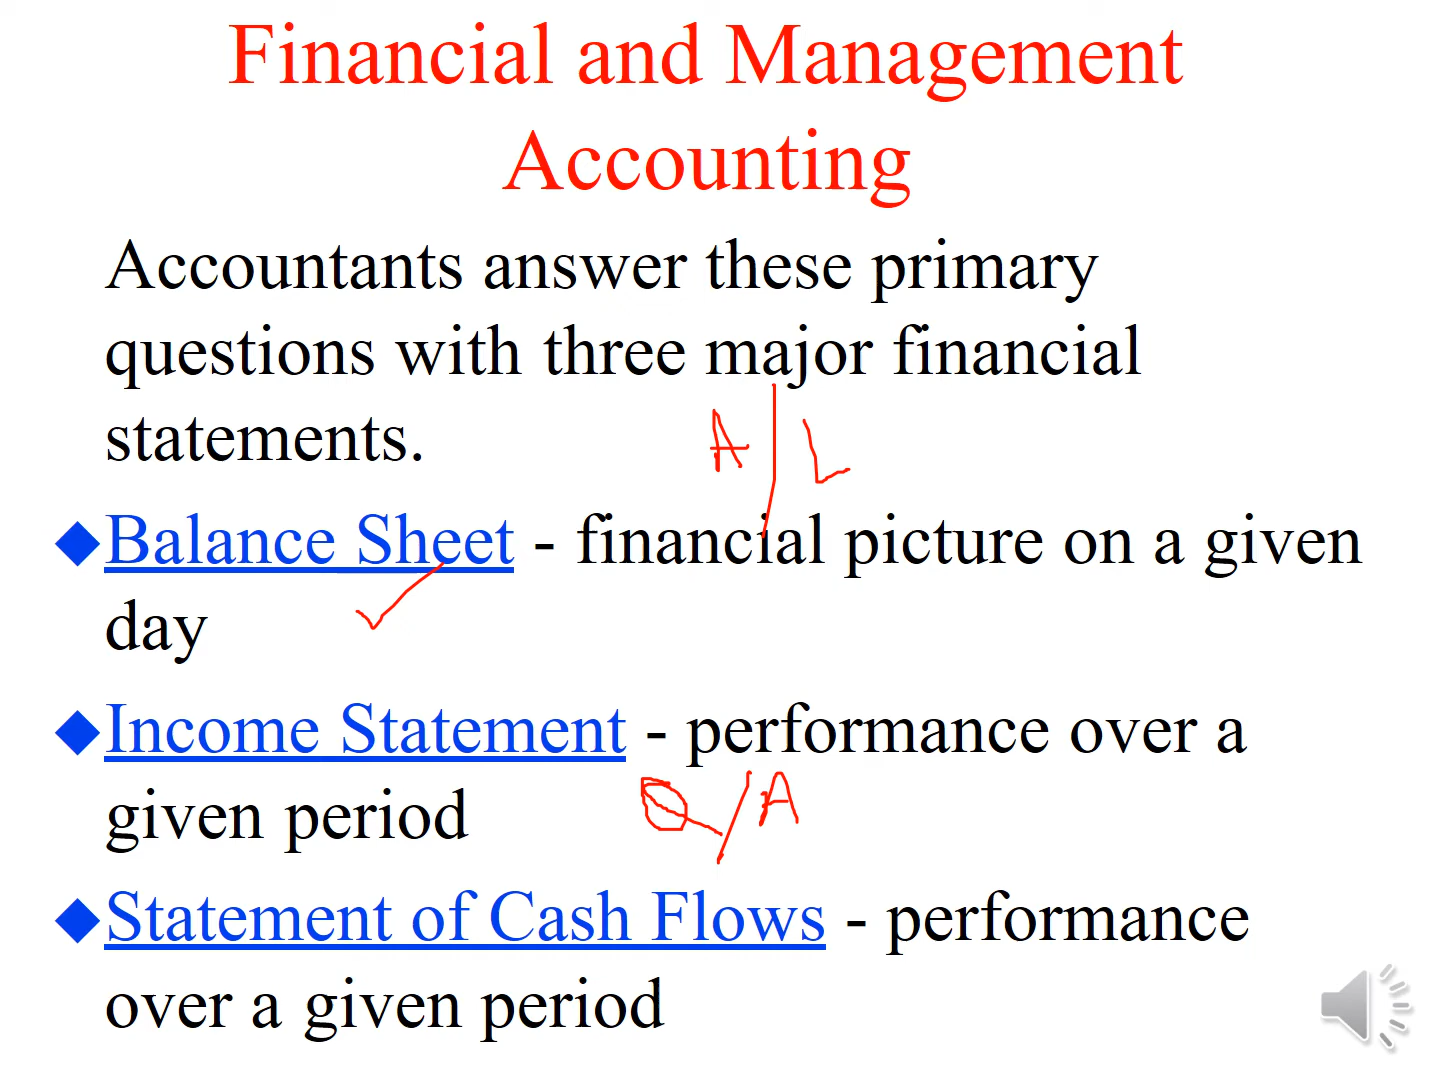 Financial and Management
Accounting
Accountants answer these primary
questions with three major financial
statements.
A | L
Balance Sheet - financial picture on a given
day
Income Statement - performance over a
given period
Q/A
Statement of Cash Flows - performance
over a given period